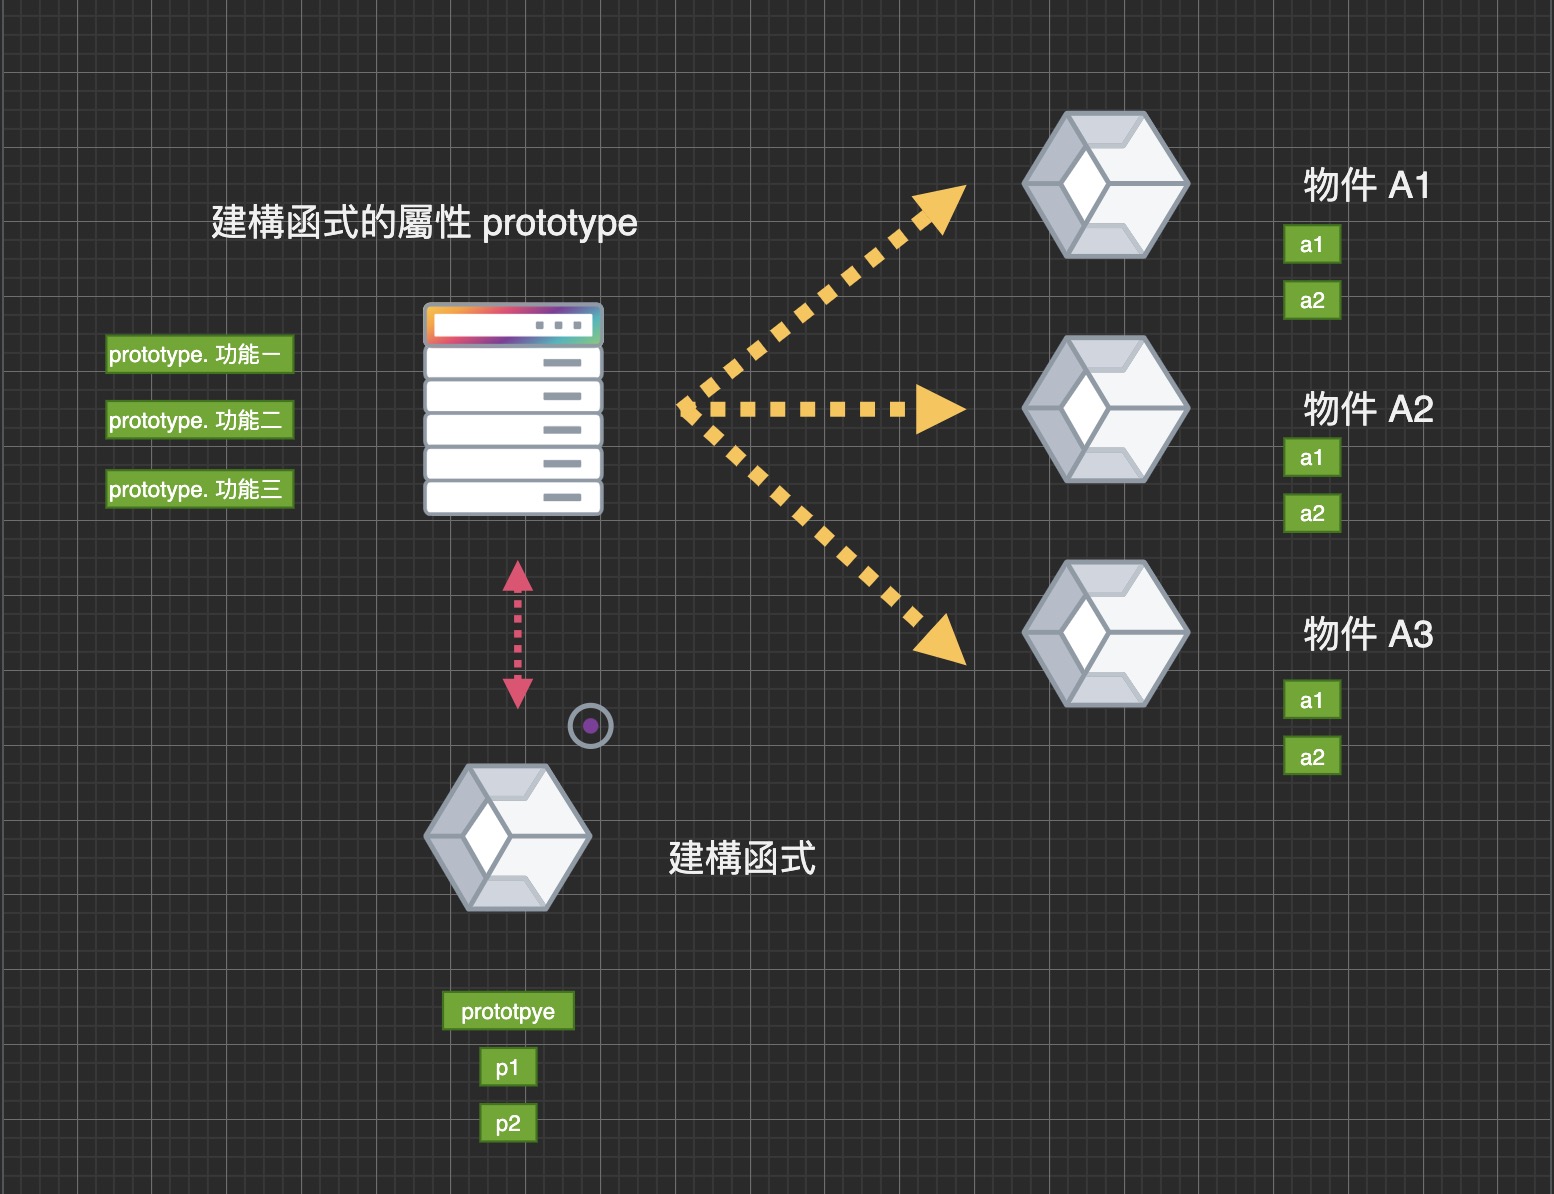 建構函式的屬性 prototype
prototype. 功能一
prototype. 功能二
prototype. 功能三
物件 A1
a1
a2
物件 A2
a1
a2
物件 A3
a1
a2
建構函式
prototpye
p1
p2